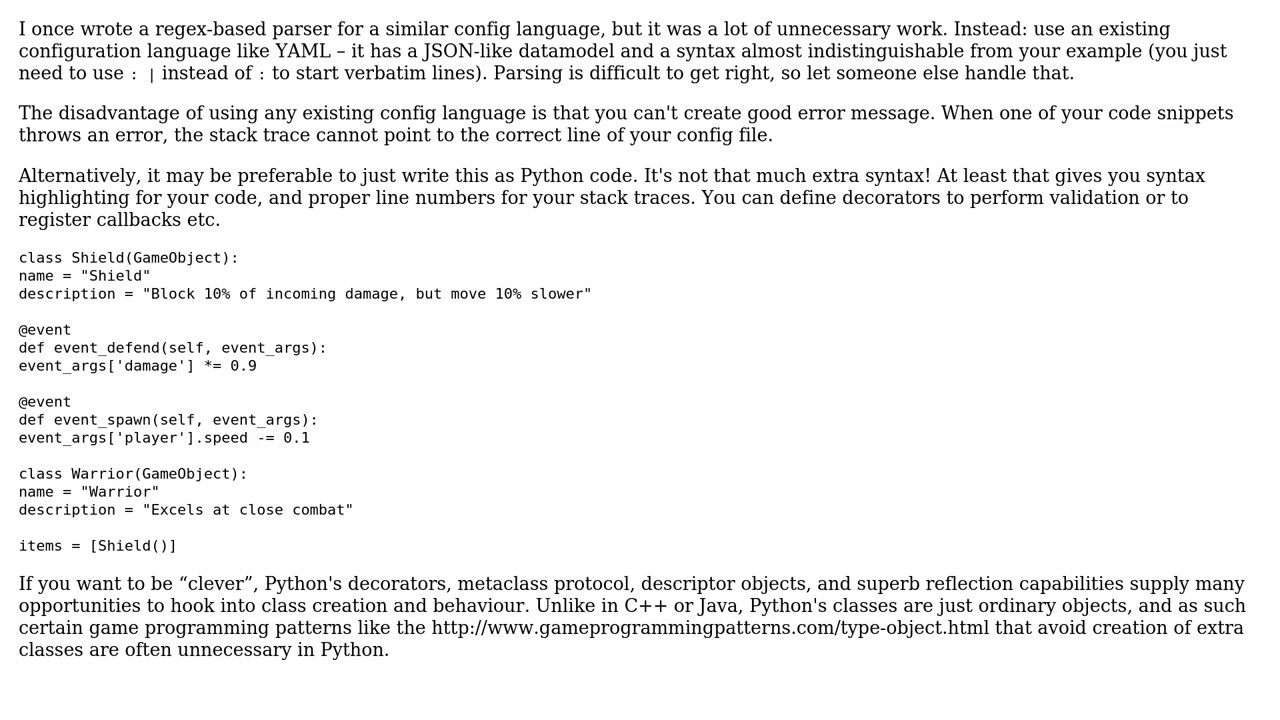 I once wrote a regex-based parser for a similar config language, but it was a lot of unnecessary work. Instead: use an existing
configuration language like YAML – it has a JSON-like datamodel and a syntax almost indistinguishable from your example (you just
need to use : | instead of : to start verbatim lines). Parsing is difficult to get right, so let someone else handle that.
The disadvantage of using any existing config language is that you can't create good error message. When one of your code snippets
throws an error, the stack trace cannot point to the correct line of your config file.
Alternatively, it may be preferable to just write this as Python code. It's not that much extra syntax! At least that gives you syntax
highlighting for your code, and proper line numbers for your stack traces. You can define decorators to perform validation or to
register callbacks etc.
class Shield(GameObject):
name = "Shield"
description = "Block 10% of incoming damage, but move 10% slower"
@event
def event_defend(self, event_args):
event_args['damage'] *= 0.9
@event
def event_spawn(self, event_args):
event_args['player'].speed -= 0.1
class Warrior(GameObject):
name = "Warrior"
description = "Excels at close combat"
items = [Shield()]
If you want to be “clever”, Python's decorators, metaclass protocol, descriptor objects, and superb reflection capabilities supply many
opportunities to hook into class creation and behaviour. Unlike in C++ or Java, Python's classes are just ordinary objects, and as such
certain game programming patterns like the http://www.gameprogrammingpatterns.com/type-object.html that avoid creation of extra
classes are often unnecessary in Python.